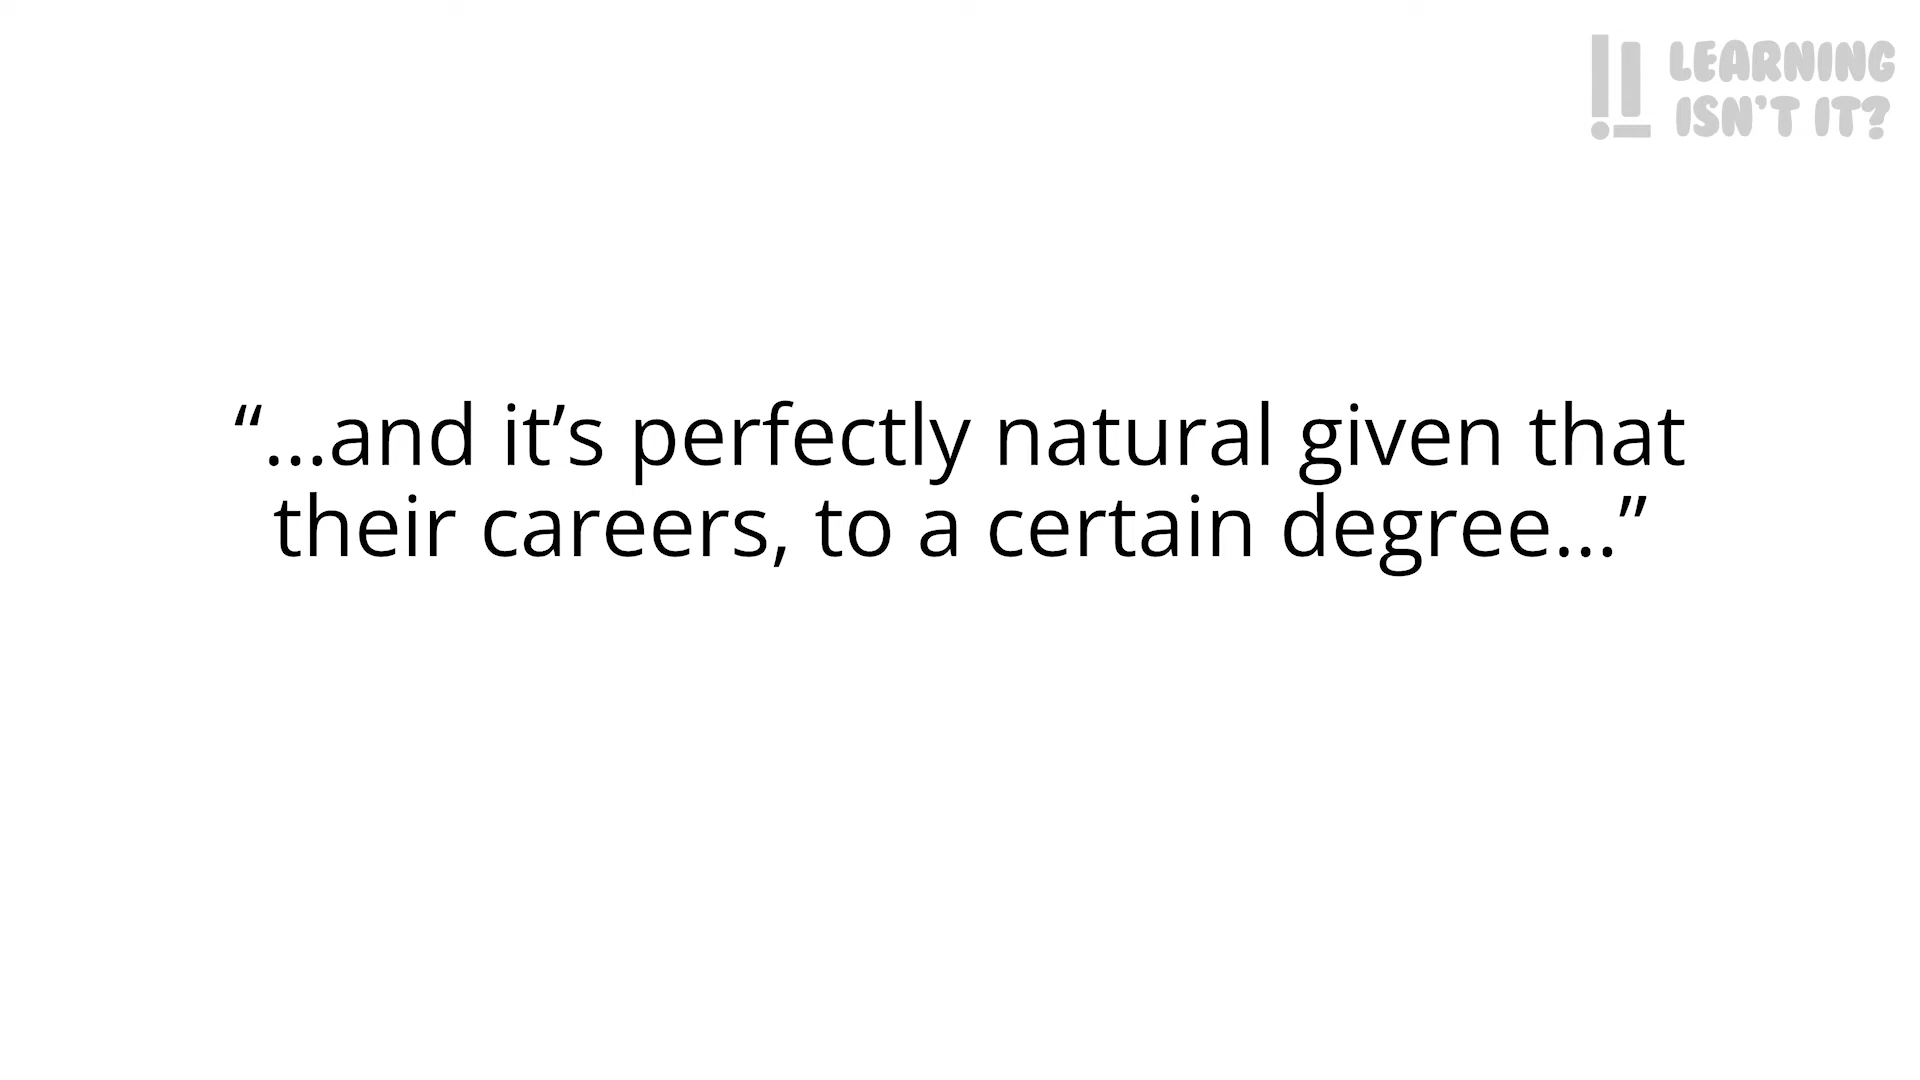 LEARNING
ISN'T IT?
“...and it’s perfectly natural given that
their careers, to a certain degree...”